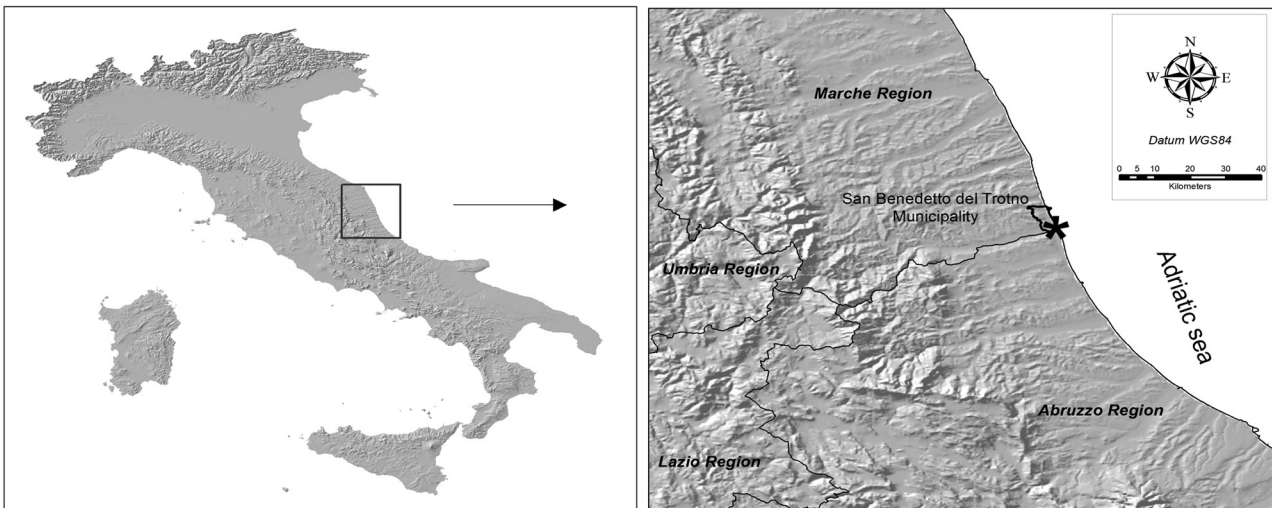 N
W E
S
Datum WGS84
0 5 10 20 30 40
Kilometers
Marche Region
San Benedetto del Trotno
Municipality
Umbria Region
Adriatic sea
Abruzzo Region
Lazio Region